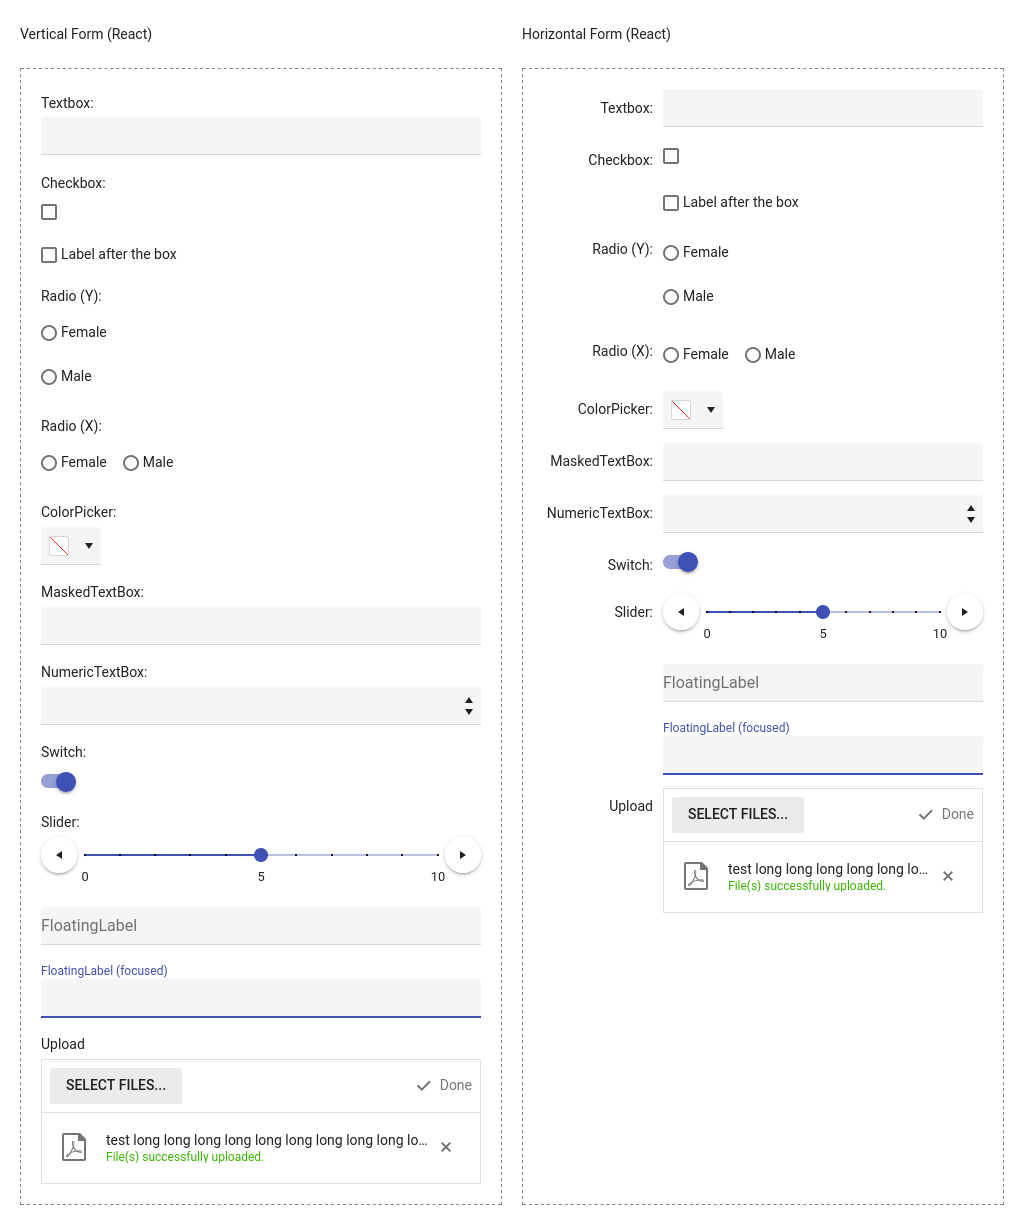 Vertical Form (React)
Textbox:
Checkbox:
Label after the box
Radio (Y):
Female
Male
Radio (X):
Female Male
ColorPicker:
MaskedTextBox:
NumericTextBox:
Switch:
Slider:
0 5 10
FloatingLabel
FloatingLabel (focused)
Upload
SELECT FILES... Done
test long long long long long long long long long lo...
File(s) successfully uploaded.
Horizontal Form (React)
Textbox:
Checkbox:
Label after the box
Radio (Y): Female
Male
Radio (X): Female Male
ColorPicker:
MaskedTextBox:
NumericTextBox:
Switch:
Slider:
0 5 10
FloatingLabel
FloatingLabel (focused)
Upload SELECT FILES... Done
test long long long long long lo...
File(s) successfully uploaded.